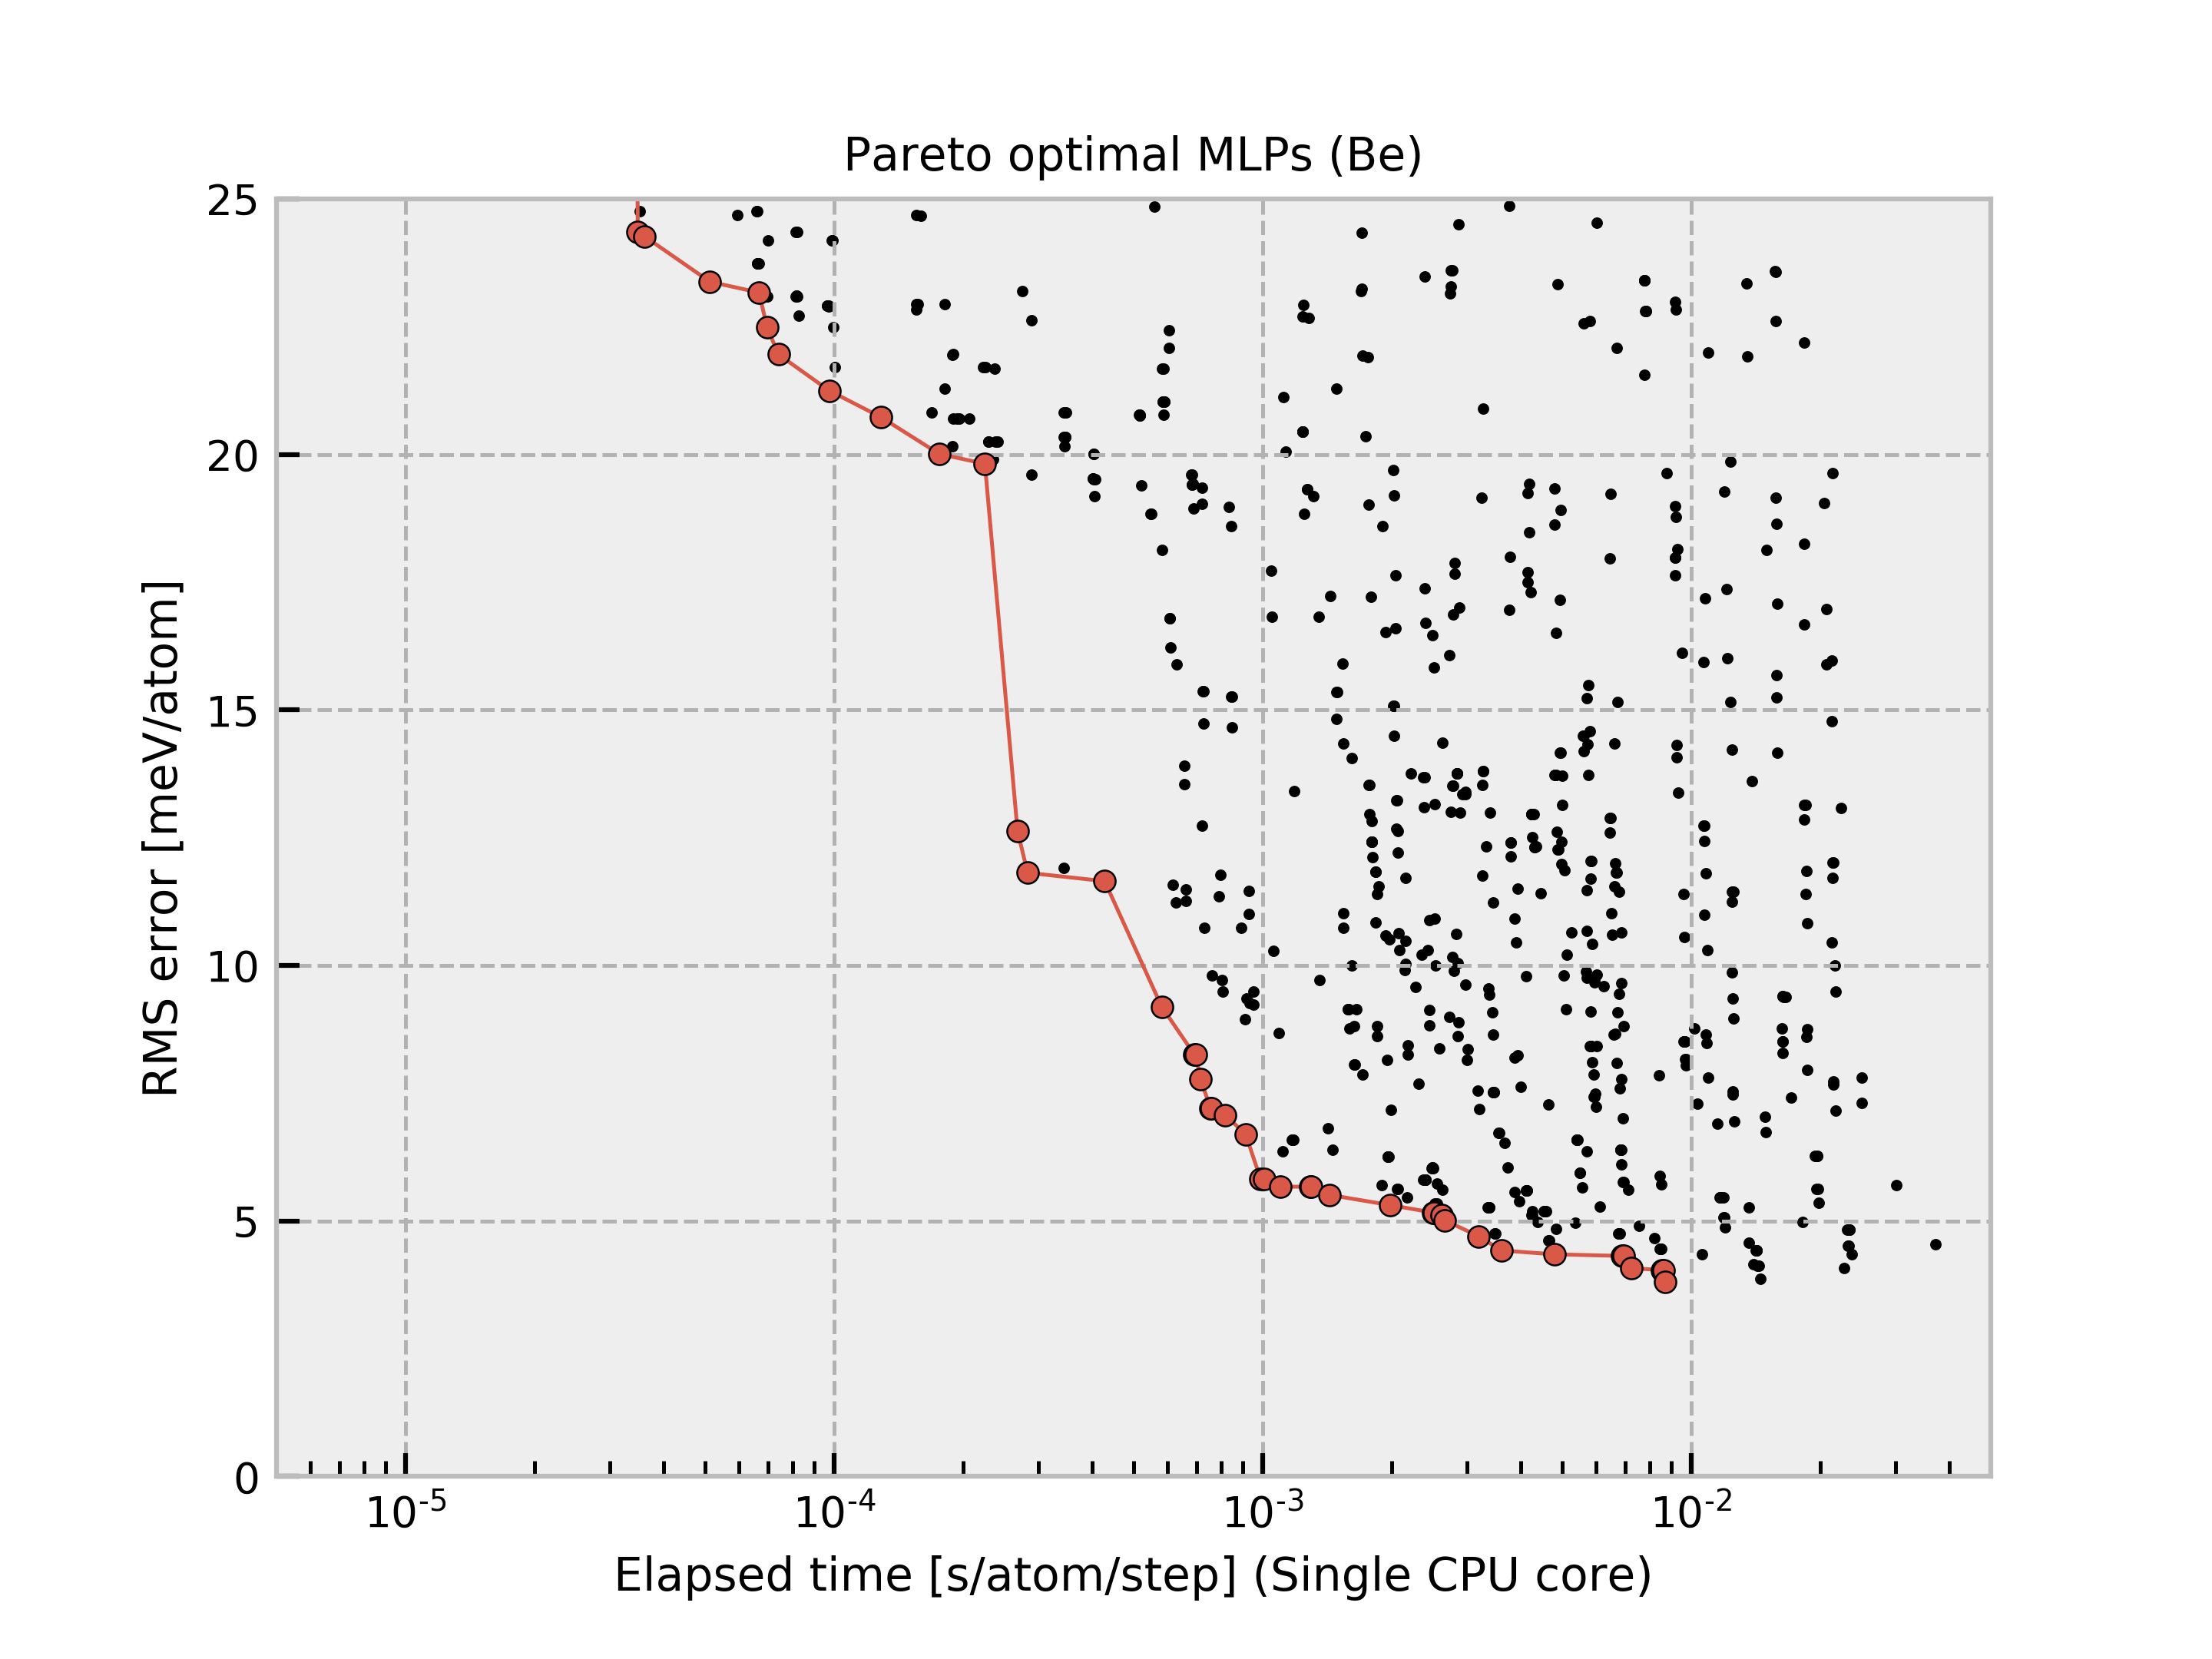 Pareto optimal MLPs (Be)
25
20
15
10
5
0
RMS error [meV/atom]
10-5 10-4 10-3 10-2
Elapsed time [s/atom/step] (Single CPU core)